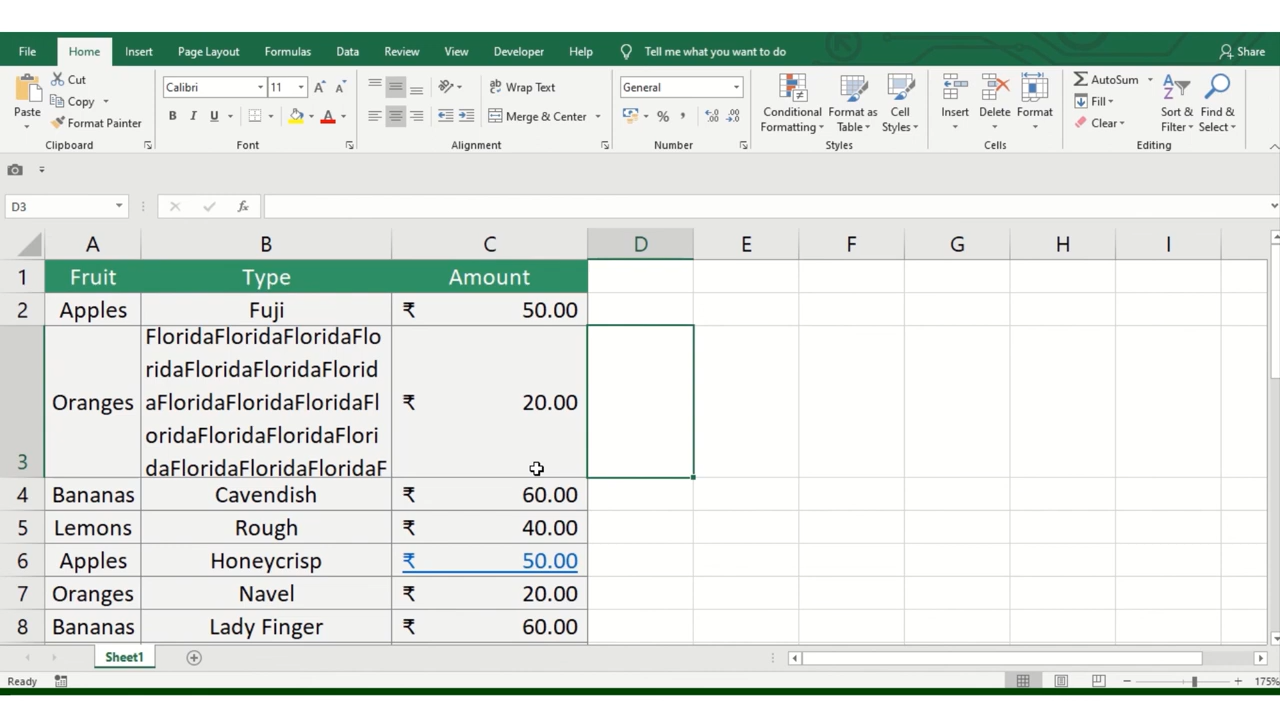 File Home Insert Page Layout Formulas Data Review View Developer Help Tell me what you want to do Share
Cut
Copy
Format Painter
Paste
Clipboard
Calibri 11 A A
B I U A
Font
Wrap Text
Merge & Center
Alignment
General
% ,
Number
Conditional Formatting
Format as Table
Cell Styles
Styles
Insert Delete Format
Cells
AutoSum
Fill
Clear
Sort & Filter
Find & Select
Editing
D3 fx
A B C D E F G H I
1 Fruit Type Amount
2 Apples Fuji ₹ 50.00
FloridaFloridaFloridaFlo
ridaFloridaFloridaFlorid
3 Oranges aFloridaFloridaFloridaFl ₹ 20.00
oridaFloridaFloridaFlori
daFloridaFloridaFloridaF
4 Bananas Cavendish ₹ 60.00
5 Lemons Rough ₹ 40.00
6 Apples Honeycrisp ₹ 50.00
7 Oranges Navel ₹ 20.00
8 Bananas Lady Finger ₹ 60.00
Sheet1
Ready 175%